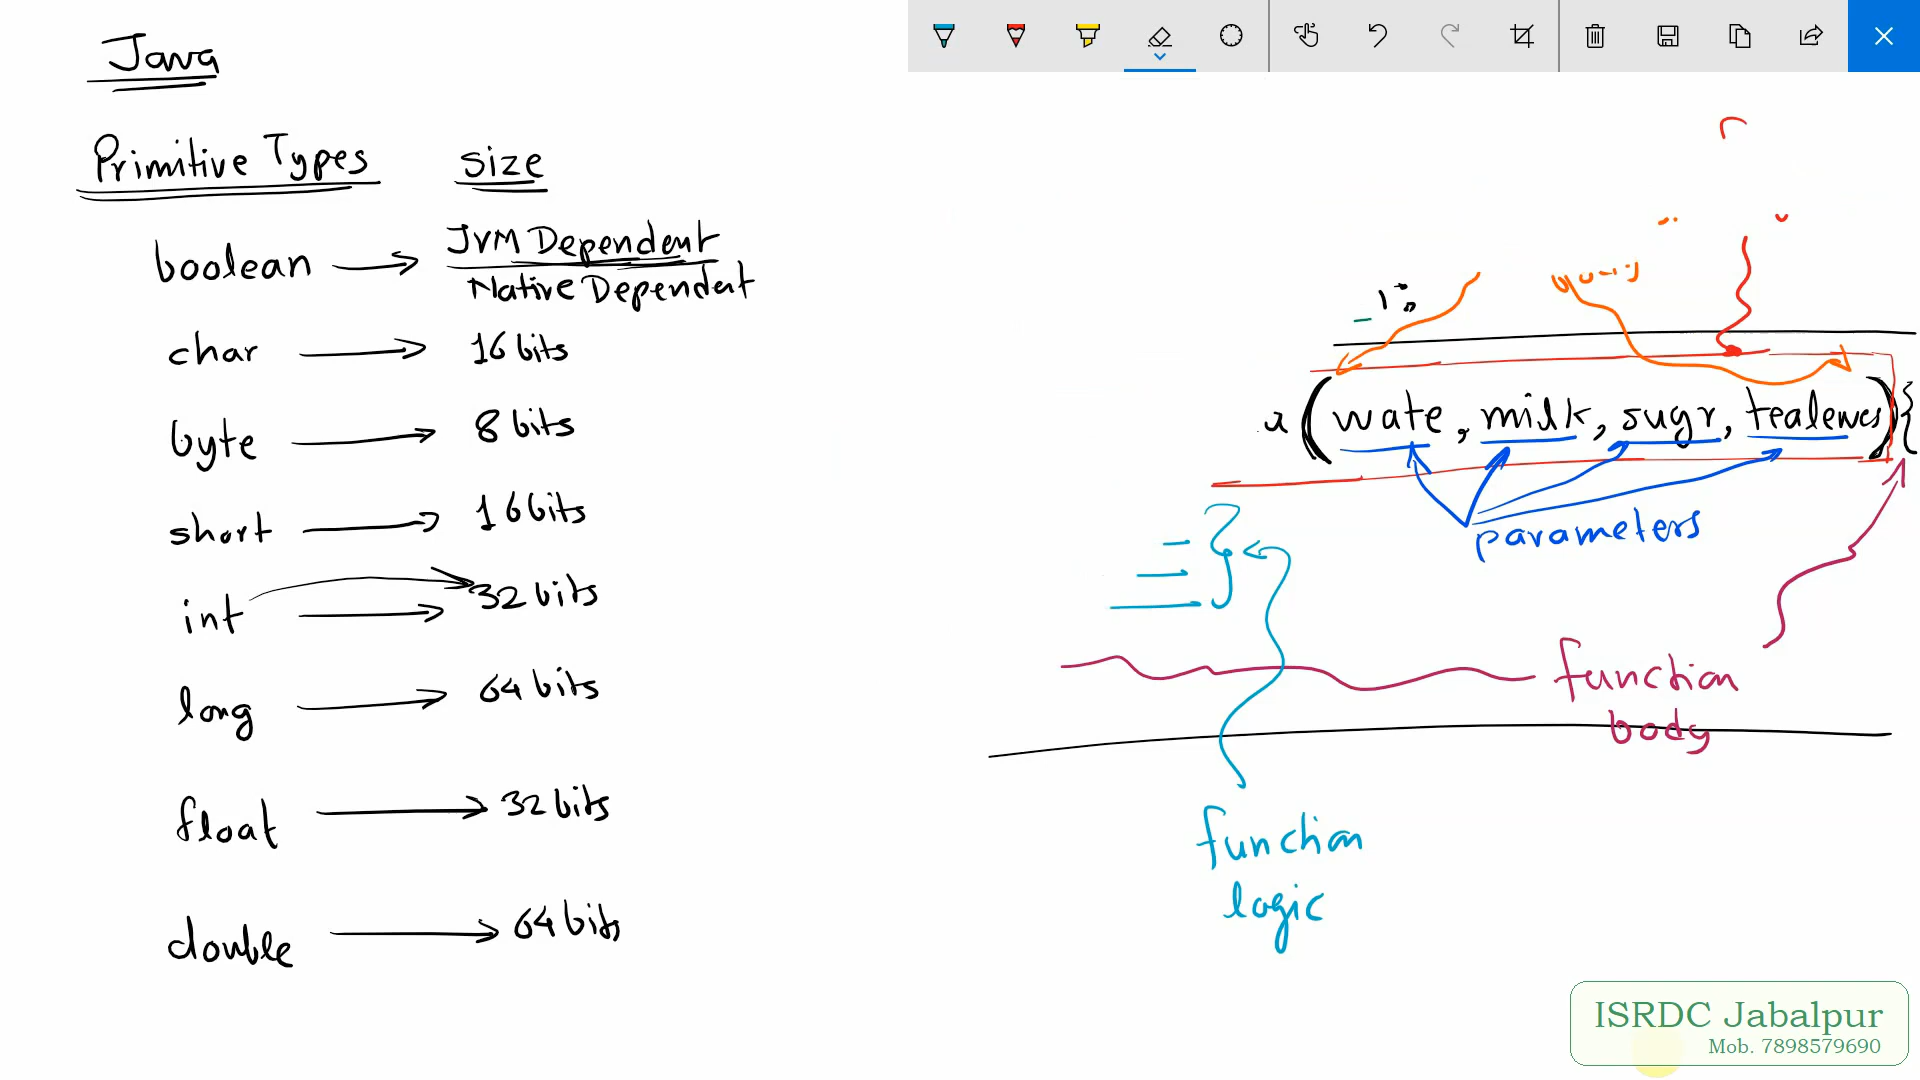 Java
Primitive Types size
boolean → JVM Dependent
Native Dependent
char → 16 bits
byte → 8 bits
short → 16 bits
int → 32 bits
long → 64 bits
float → 32 bits
double → 64 bits
(wate, milk, sugr, tealewes){
parameters
}
function
body
function
logic
ISRDC Jabalpur
Mob. 7898579690